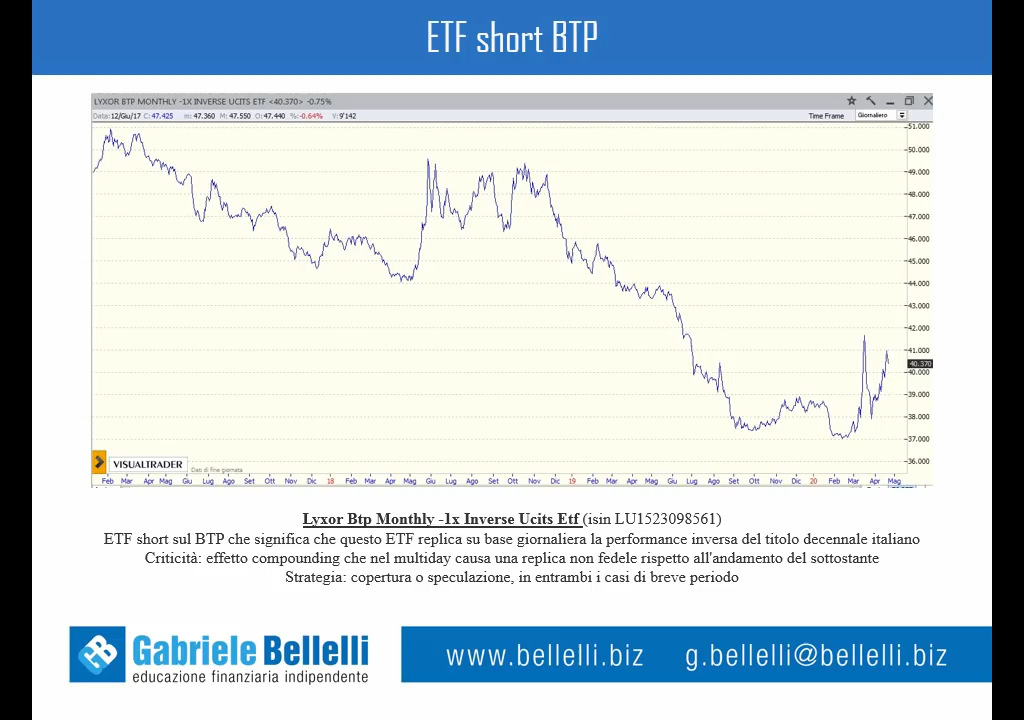 ETF short BTP
LYXOR BTP MONTHLY -1X INVERSE UCITS ETF <40.370> -0.75%
Data: 12/Giu/17 C: 47.425 m: 47.360 M: 47.550 O: 47.440 %:-0.64% V: 9'142
Time Frame Giornaliero
51.000
50.000
49.000
48.000
47.000
46.000
45.000
44.000
43.000
42.000
41.000
40.370
40.000
39.000
38.000
37.000
36.000
VISUALTRADER Dati di fine giornata
Feb Mar Apr Mag Giu Lug Ago Set Ott Nov Dic 18 Feb Mar Apr Mag Giu Lug Ago Set Ott Nov Dic 19 Feb Mar Apr Mag Giu Lug Ago Set Ott Nov Dic 20 Feb Mar Apr Mag
Lyxor Btp Monthly -1x Inverse Ucits Etf (isin LU1523098561)
ETF short sul BTP che significa che questo ETF replica su base giornaliera la performance inversa del titolo decennale italiano
Criticità: effetto compounding che nel multiday causa una replica non fedele rispetto all'andamento del sottostante
Strategia: copertura o speculazione, in entrambi i casi di breve periodo
Gabriele Bellelli
educazione finanziaria indipendente
www.bellelli.biz g.bellelli@bellelli.biz